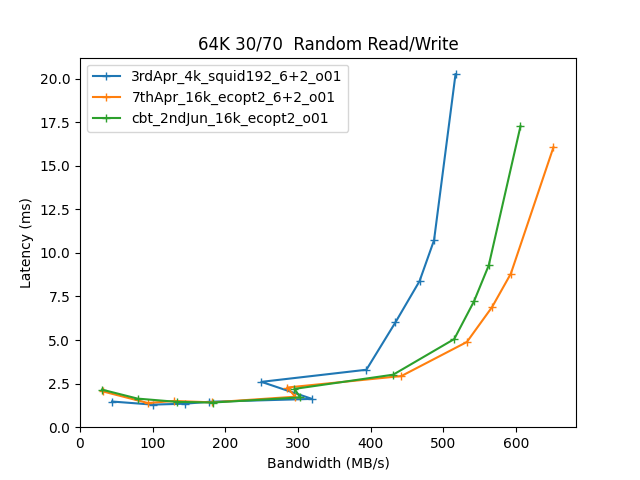 64K 30/70  Random Read/Write
3rdApr_4k_squid192_6+2_o01
7thApr_16k_ecopt2_6+2_o01
cbt_2ndJun_16k_ecopt2_o01
20.0
17.5
15.0
12.5
10.0
7.5
5.0
2.5
0.0
Latency (ms)
0 100 200 300 400 500 600
Bandwidth (MB/s)